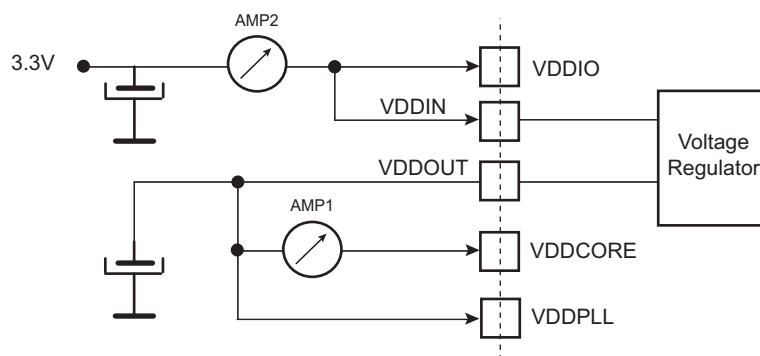 AMP2
3.3V
VDDIO
VDDIN
Voltage
Regulator
VDDOUT
AMP1
VDDCORE
VDDPLL